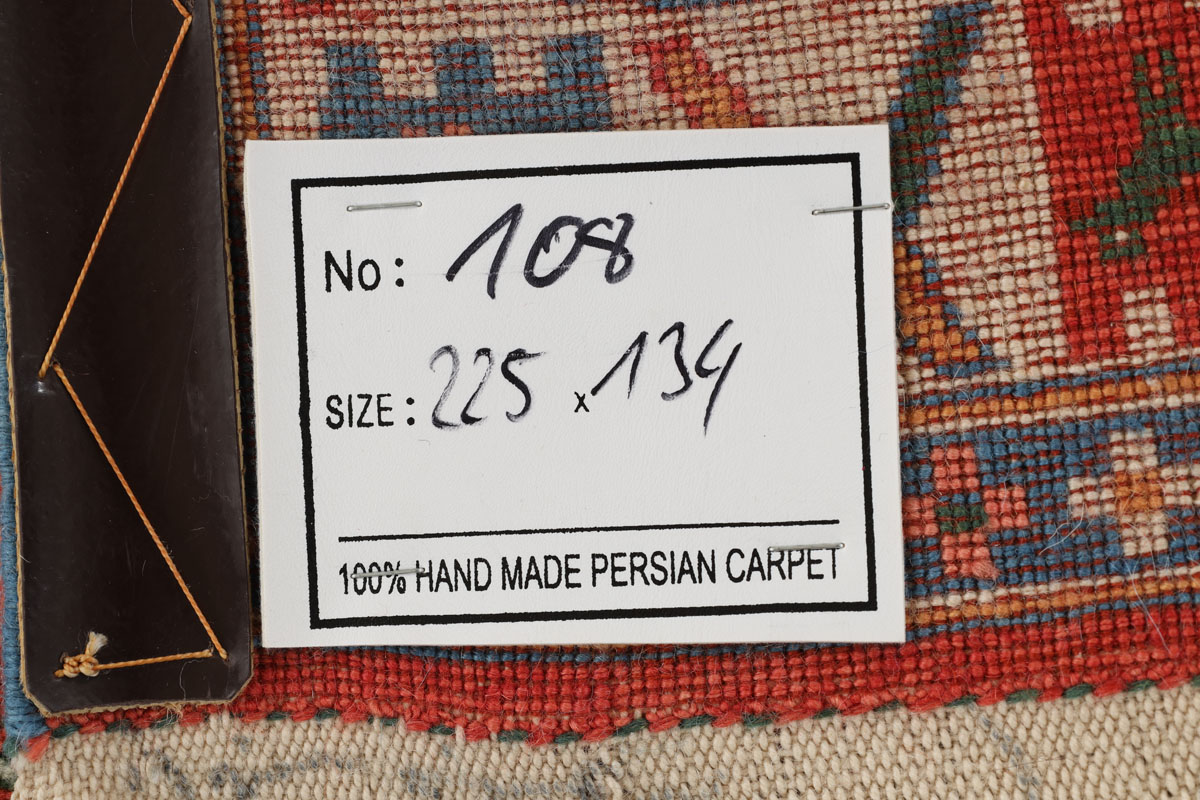 No: 108
SIZE: 225 x 134
100% HAND MADE PERSIAN CARPET